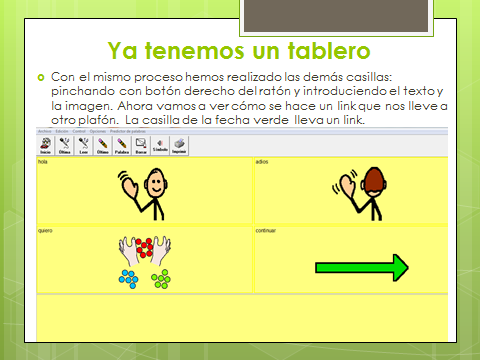 Ya tenemos un tablero
Con el mismo proceso hemos realizado las demás casillas:
pinchando con botón derecho del ratón y introduciendo el texto y
la imagen. Ahora vamos a ver cómo se hace un link que nos lleve a
otro plafón. La casilla de la fecha verde lleva un link.
Archivo Edición Control Opciones Predictor de palabras
Inicio Última Leer Último Palabra Borrar Símbolo Imprimir
hola adios
quiero continuar